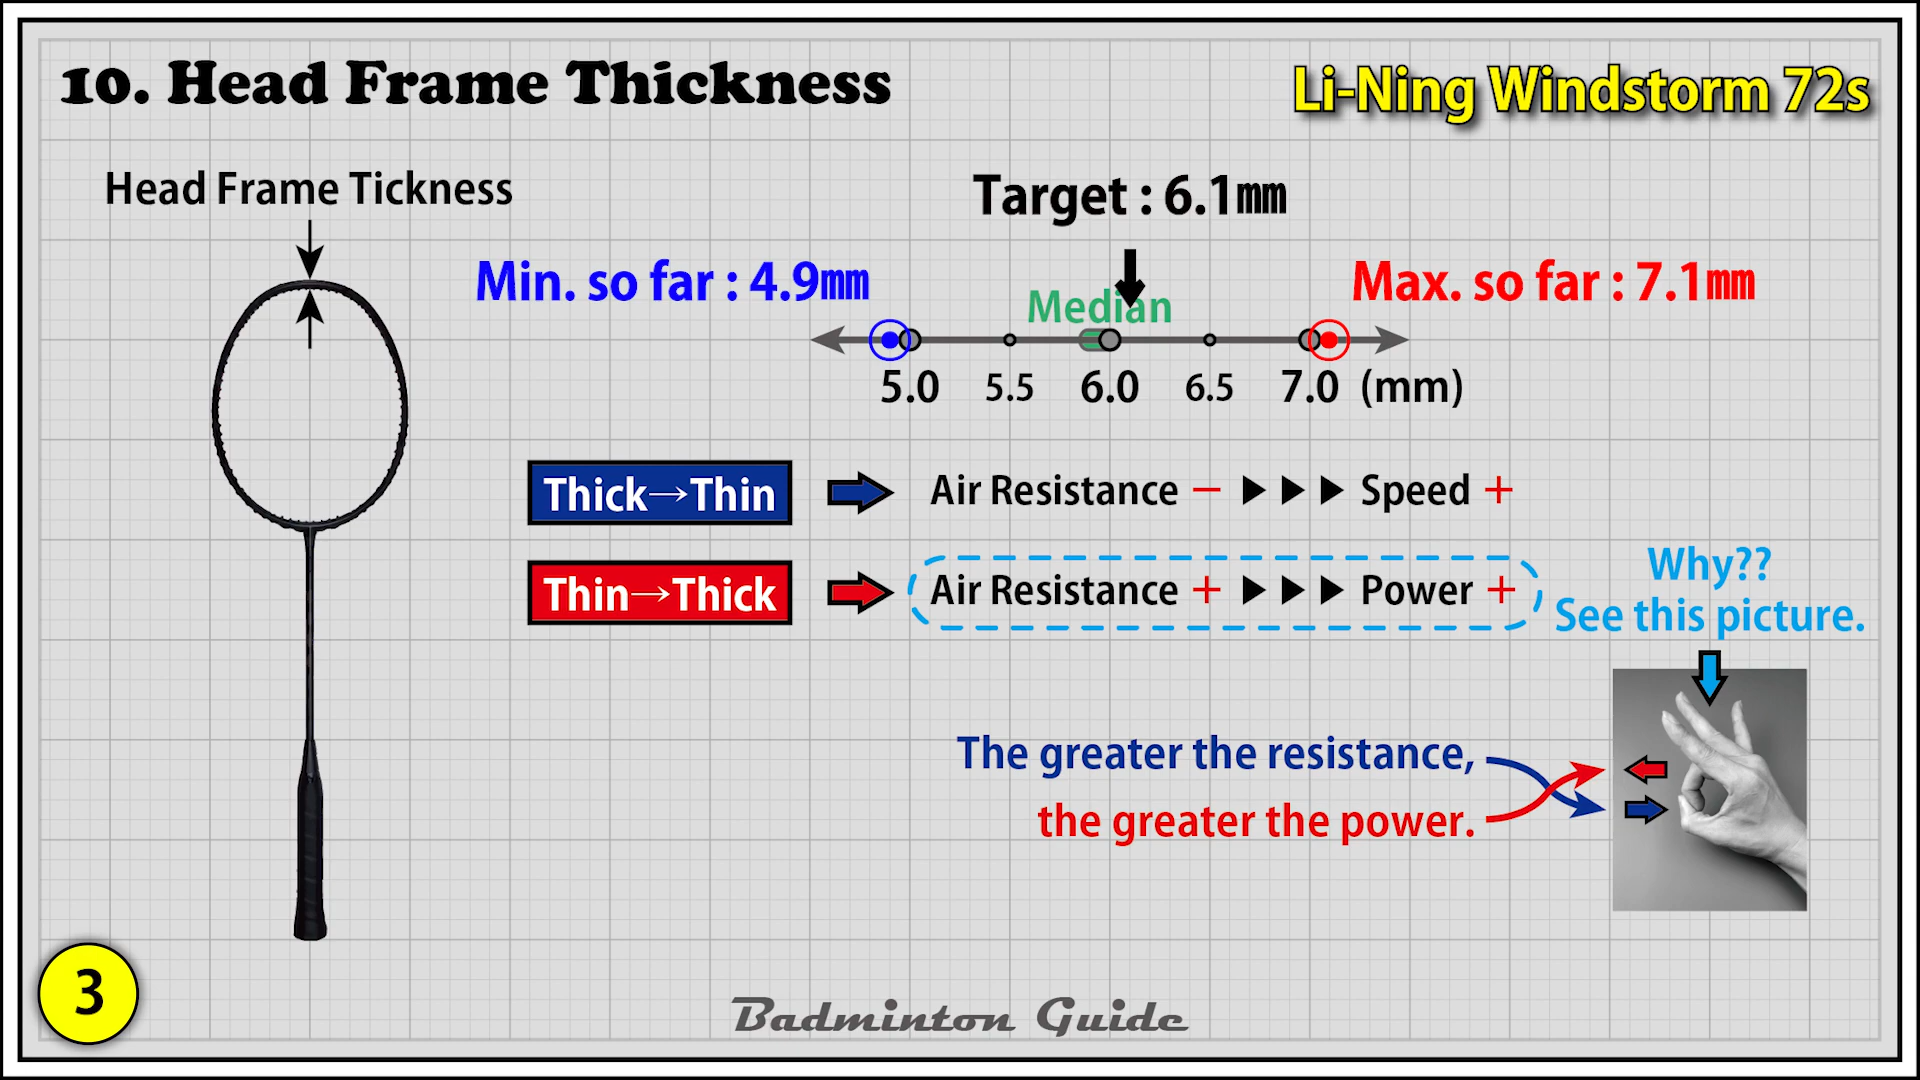 10. Head Frame Thickness
Li-Ning Windstorm 72s
Head Frame Tickness
Target : 6.1㎜
Min. so far : 4.9㎜
Max. so far : 7.1㎜
Median
5.0 5.5 6.0 6.5 7.0 (mm)
Thick→Thin
Air Resistance − ▶ ▶ ▶ Speed +
Thin→Thick
Air Resistance + ▶ ▶ ▶ Power +
Why??
See this picture.
The greater the resistance,
the greater the power.
3
Badminton Guide